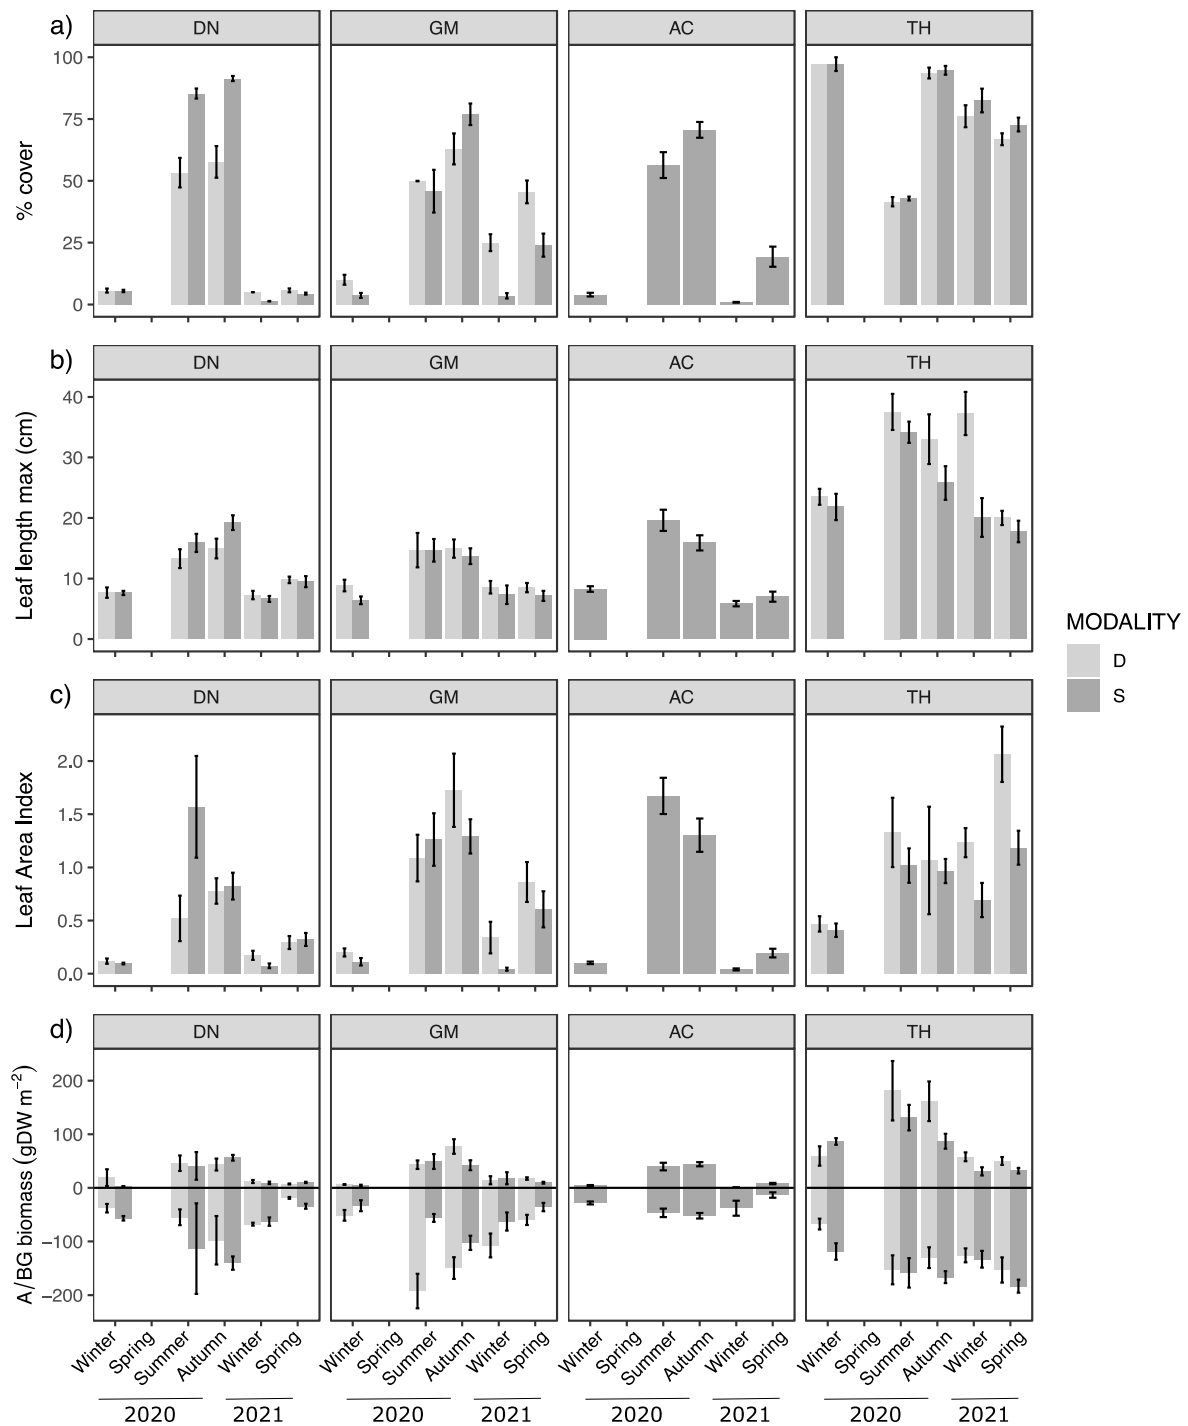 a)
DN GM AC TH
% cover
100
75
50
25
0
b)
DN GM AC TH
Leaf length max (cm)
40
30
20
10
0
MODALITY
D
S
c)
DN GM AC TH
Leaf Area Index
2.0
1.5
1.0
0.5
0.0
d)
DN GM AC TH
A/BG biomass (gDW m⁻²)
200
100
0
−100
−200
Winter Spring Summer Autumn Winter Spring Winter Spring Summer Autumn Winter Spring Winter Spring Summer Autumn Winter Spring Winter Spring Summer Autumn Winter Spring
2020 2021 2020 2021 2020 2021 2020 2021